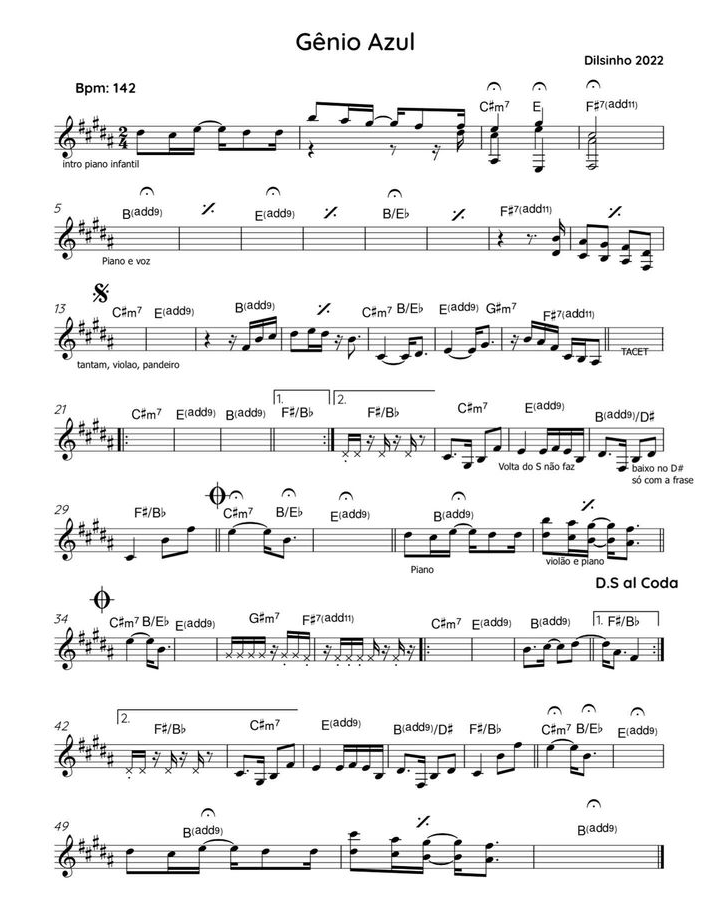 Gênio Azul
Dilsinho 2022
Bpm: 142
C#m7 E F#7(add11)
2/4
intro piano infantil
5 B(add9) E(add9) B/E♭ F#7(add11)
Piano e voz
13 C#m7 E(add9) B(add9) C#m7 B/E♭ E(add9) G#m7 F#7(add11)
tantam, violao, pandeiro TACET
1. 2.
21 C#m7 E(add9) B(add9) F#/B♭ F#/B♭ C#m7 E(add9) B(add9)/D#
Volta do S não faz baixo no D#
só com a frase
29 F#/B♭ C#m7 B/E♭ E(add9) B(add9)
Piano violão e piano
D.S al Coda
34 C#m7 B/E♭ E(add9) G#m7 F#7(add11) C#m7 E(add9) B(add9) 1. F#/B♭
42 2. F#/B♭ C#m7 E(add9) B(add9)/D# F#/B♭ C#m7 B/E♭ E(add9)
49 B(add9) B(add9)